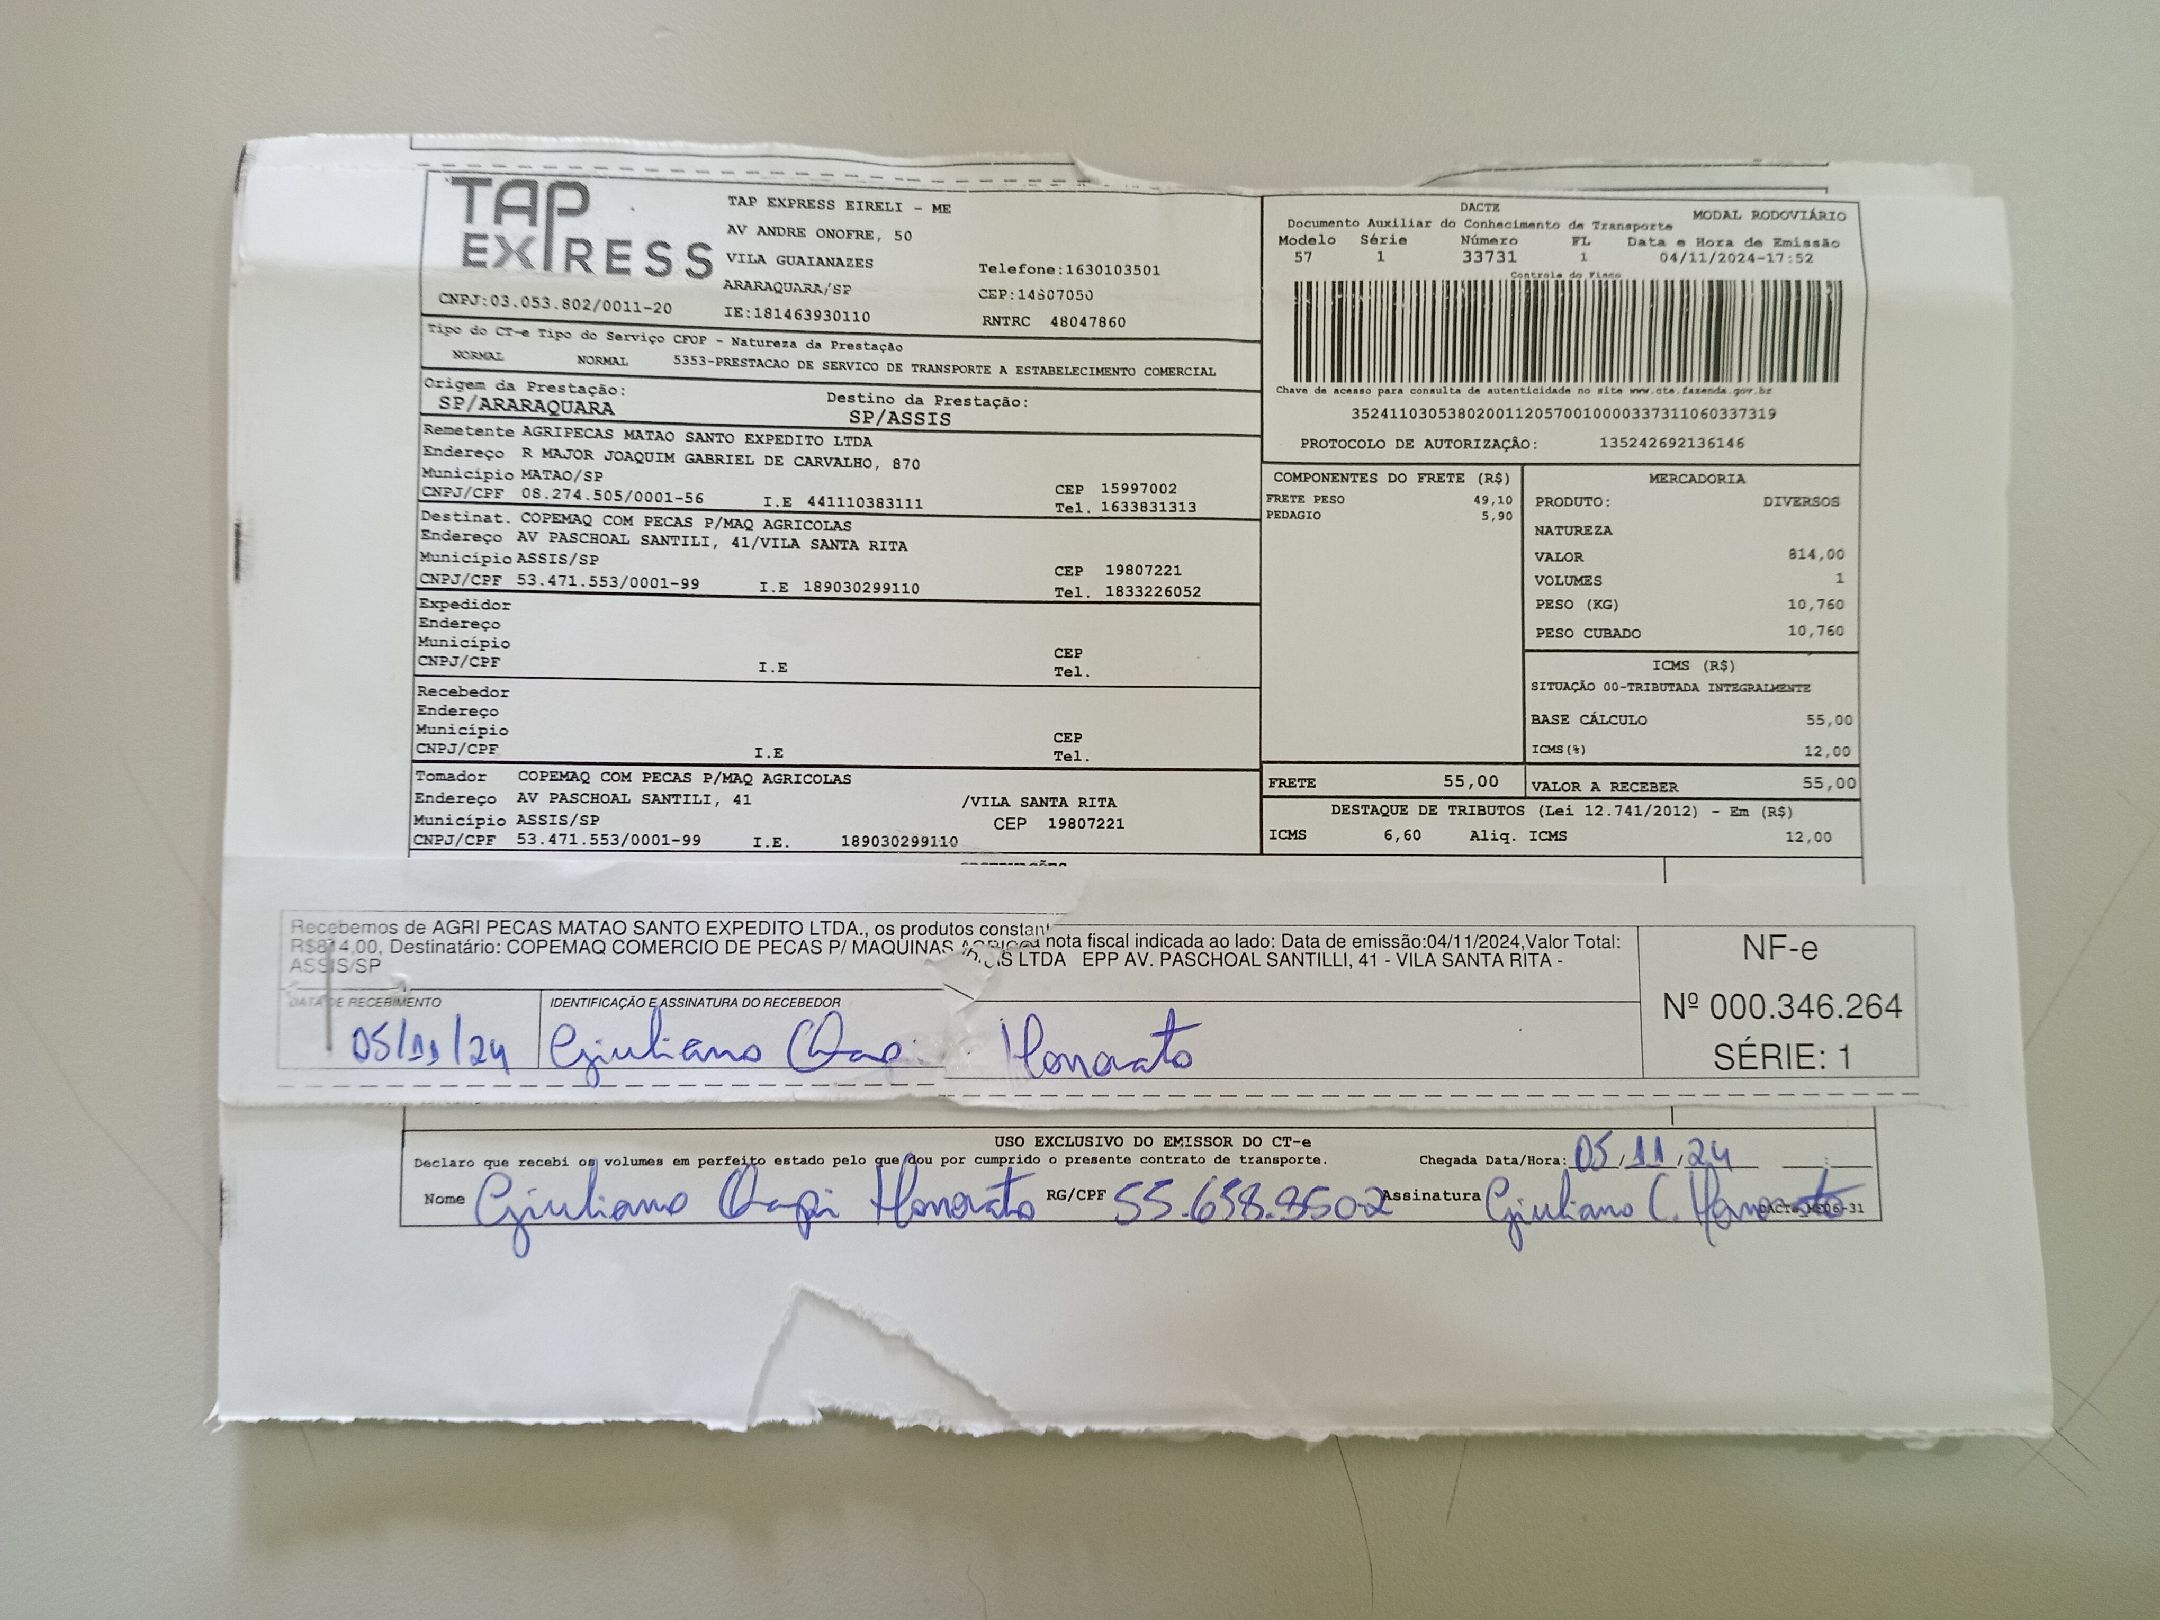 TAP EXPRESS
TAP EXPRESS EIRELI - ME
AV ANDRE ONOFRE, 50
VILA GUAIANAZES
Telefone:1630103501
ARARAQUARA/SP
CEP:14807050
CNPJ:03.053.802/0011-20
IE:181463930110
RNTRC 48047860
Tipo do CT-e Tipo do Serviço CFOP - Natureza da Prestação
NORMAL NORMAL 5353-PRESTACAO DE SERVICO DE TRANSPORTE A ESTABELECIMENTO COMERCIAL
Origem da Prestação:
SP/ARARAQUARA
Destino da Prestação:
SP/ASSIS
Remetente AGRIPECAS MATAO SANTO EXPEDITO LTDA
Endereço R MAJOR JOAQUIM GABRIEL DE CARVALHO, 870
Município MATAO/SP
CEP 15997002
CNPJ/CPF 08.274.505/0001-56 I.E 441110383111 Tel. 1633831313
Destinat. COPEMAQ COM PECAS P/MAQ AGRICOLAS
Endereço AV PASCHOAL SANTILI, 41/VILA SANTA RITA
Município ASSIS/SP
CEP 19807221
CNPJ/CPF 53.471.553/0001-99 I.E 189030299110 Tel. 1833226052
Expedidor
Endereço
Município
CEP
CNPJ/CPF I.E Tel.
Recebedor
Endereço
Município
CEP
CNPJ/CPF I.E Tel.
Tomador COPEMAQ COM PECAS P/MAQ AGRICOLAS
Endereço AV PASCHOAL SANTILI, 41 /VILA SANTA RITA
Município ASSIS/SP CEP 19807221
CNPJ/CPF 53.471.553/0001-99 I.E. 189030299110
DACTE
MODAL RODOVIÁRIO
Documento Auxiliar do Conhecimento de Transporte
Modelo Série Número FL Data e Hora de Emissão
57 1 33731 1 04/11/2024-17:52
Controle do Fisco
Chave de acesso para consulta de autenticidade no site www.cte.fazenda.gov.br
35241103053802001120570010000337311060337319
PROTOCOLO DE AUTORIZAÇÃO: 135242692136146
COMPONENTES DO FRETE (R$)
FRETE PESO 49,10
PEDAGIO 5,90
MERCADORIA
PRODUTO: DIVERSOS
NATUREZA
VALOR 814,00
VOLUMES 1
PESO (KG) 10,760
PESO CUBADO 10,760
ICMS (R$)
SITUAÇÃO 00-TRIBUTADA INTEGRALMENTE
BASE CÁLCULO 55,00
ICMS(%) 12,00
FRETE 55,00
VALOR A RECEBER 55,00
DESTAQUE DE TRIBUTOS (Lei 12.741/2012) - Em (R$)
ICMS 6,60 Aliq. ICMS 12,00
Recebemos de AGRI PECAS MATAO SANTO EXPEDITO LTDA., os produtos constant nota fiscal indicada ao lado: Data de emissão:04/11/2024,Valor Total:
R$814,00, Destinatário: COPEMAQ COMERCIO DE PECAS P/ MAQUINAS LTDA EPP AV. PASCHOAL SANTILLI, 41 - VILA SANTA RITA -
ASSIS/SP
DATA DE RECEBIMENTO
IDENTIFICAÇÃO E ASSINATURA DO RECEBEDOR
05/11/24 Giuliano Honorato
NF-e
Nº 000.346.264
SÉRIE: 1
USO EXCLUSIVO DO EMISSOR DO CT-e
Declaro que recebi os volumes em perfeito estado pelo que dou por cumprido o presente contrato de transporte. Chegada Data/Hora: 05/11/24
Nome Giuliano Honorato RG/CPF 55.658.850-2 Assinatura Giuliano C. Honorato